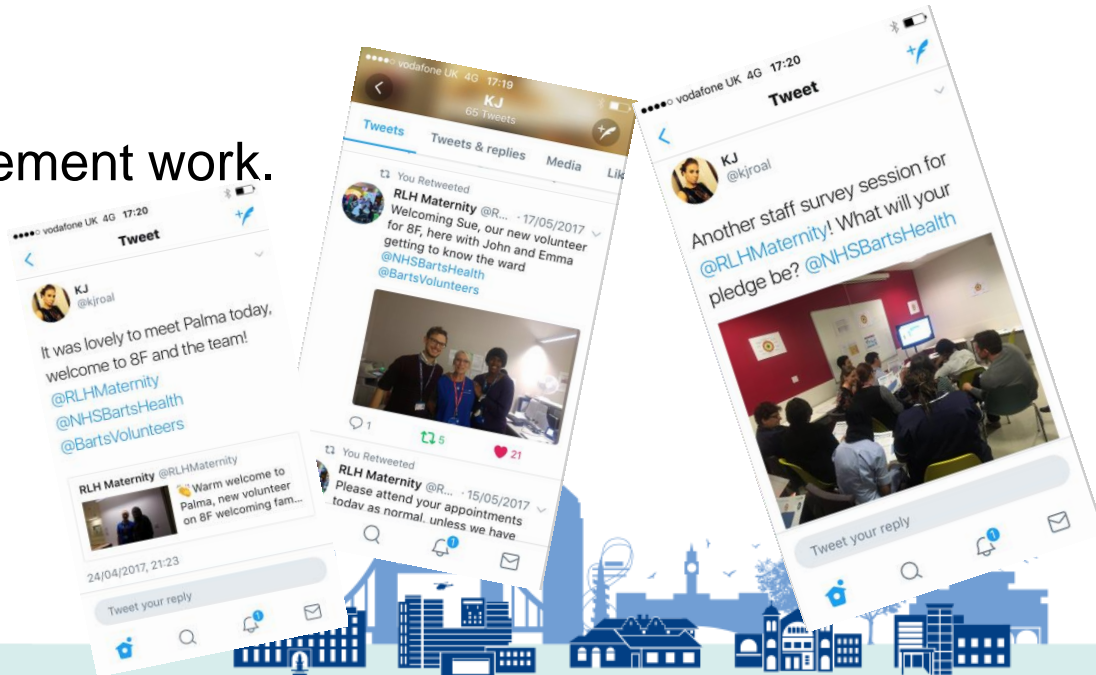 ement work.
vodafone UK 4G 17:20
Tweet
KJ
@kjroal
It was lovely to meet Palma today,
welcome to 8F and the team!
@RLHMaternity
@NHSBartsHealth
@BartsVolunteers
RLH Maternity @RLHMaternity
Warm welcome to
Palma, new volunteer
on 8F welcoming fam...
24/04/2017, 21:23
Tweet your reply
1
vodafone UK 4G 17:19
KJ
65 Tweets
Tweets Tweets & replies Media Lik
You Retweeted
RLH Maternity @R... · 17/05/2017
Welcoming Sue, our new volunteer
for 8F, here with John and Emma
getting to know the ward
@NHSBartsHealth
@BartsVolunteers
1 5 21
You Retweeted
RLH Maternity @R... · 15/05/2017
Please attend your appointments
today as normal, unless we have
1
vodafone UK 4G 17:20
Tweet
KJ
@kjroal
Another staff survey session for
@RLHMaternity! What will your
pledge be? @NHSBartsHealth
Tweet your reply
1